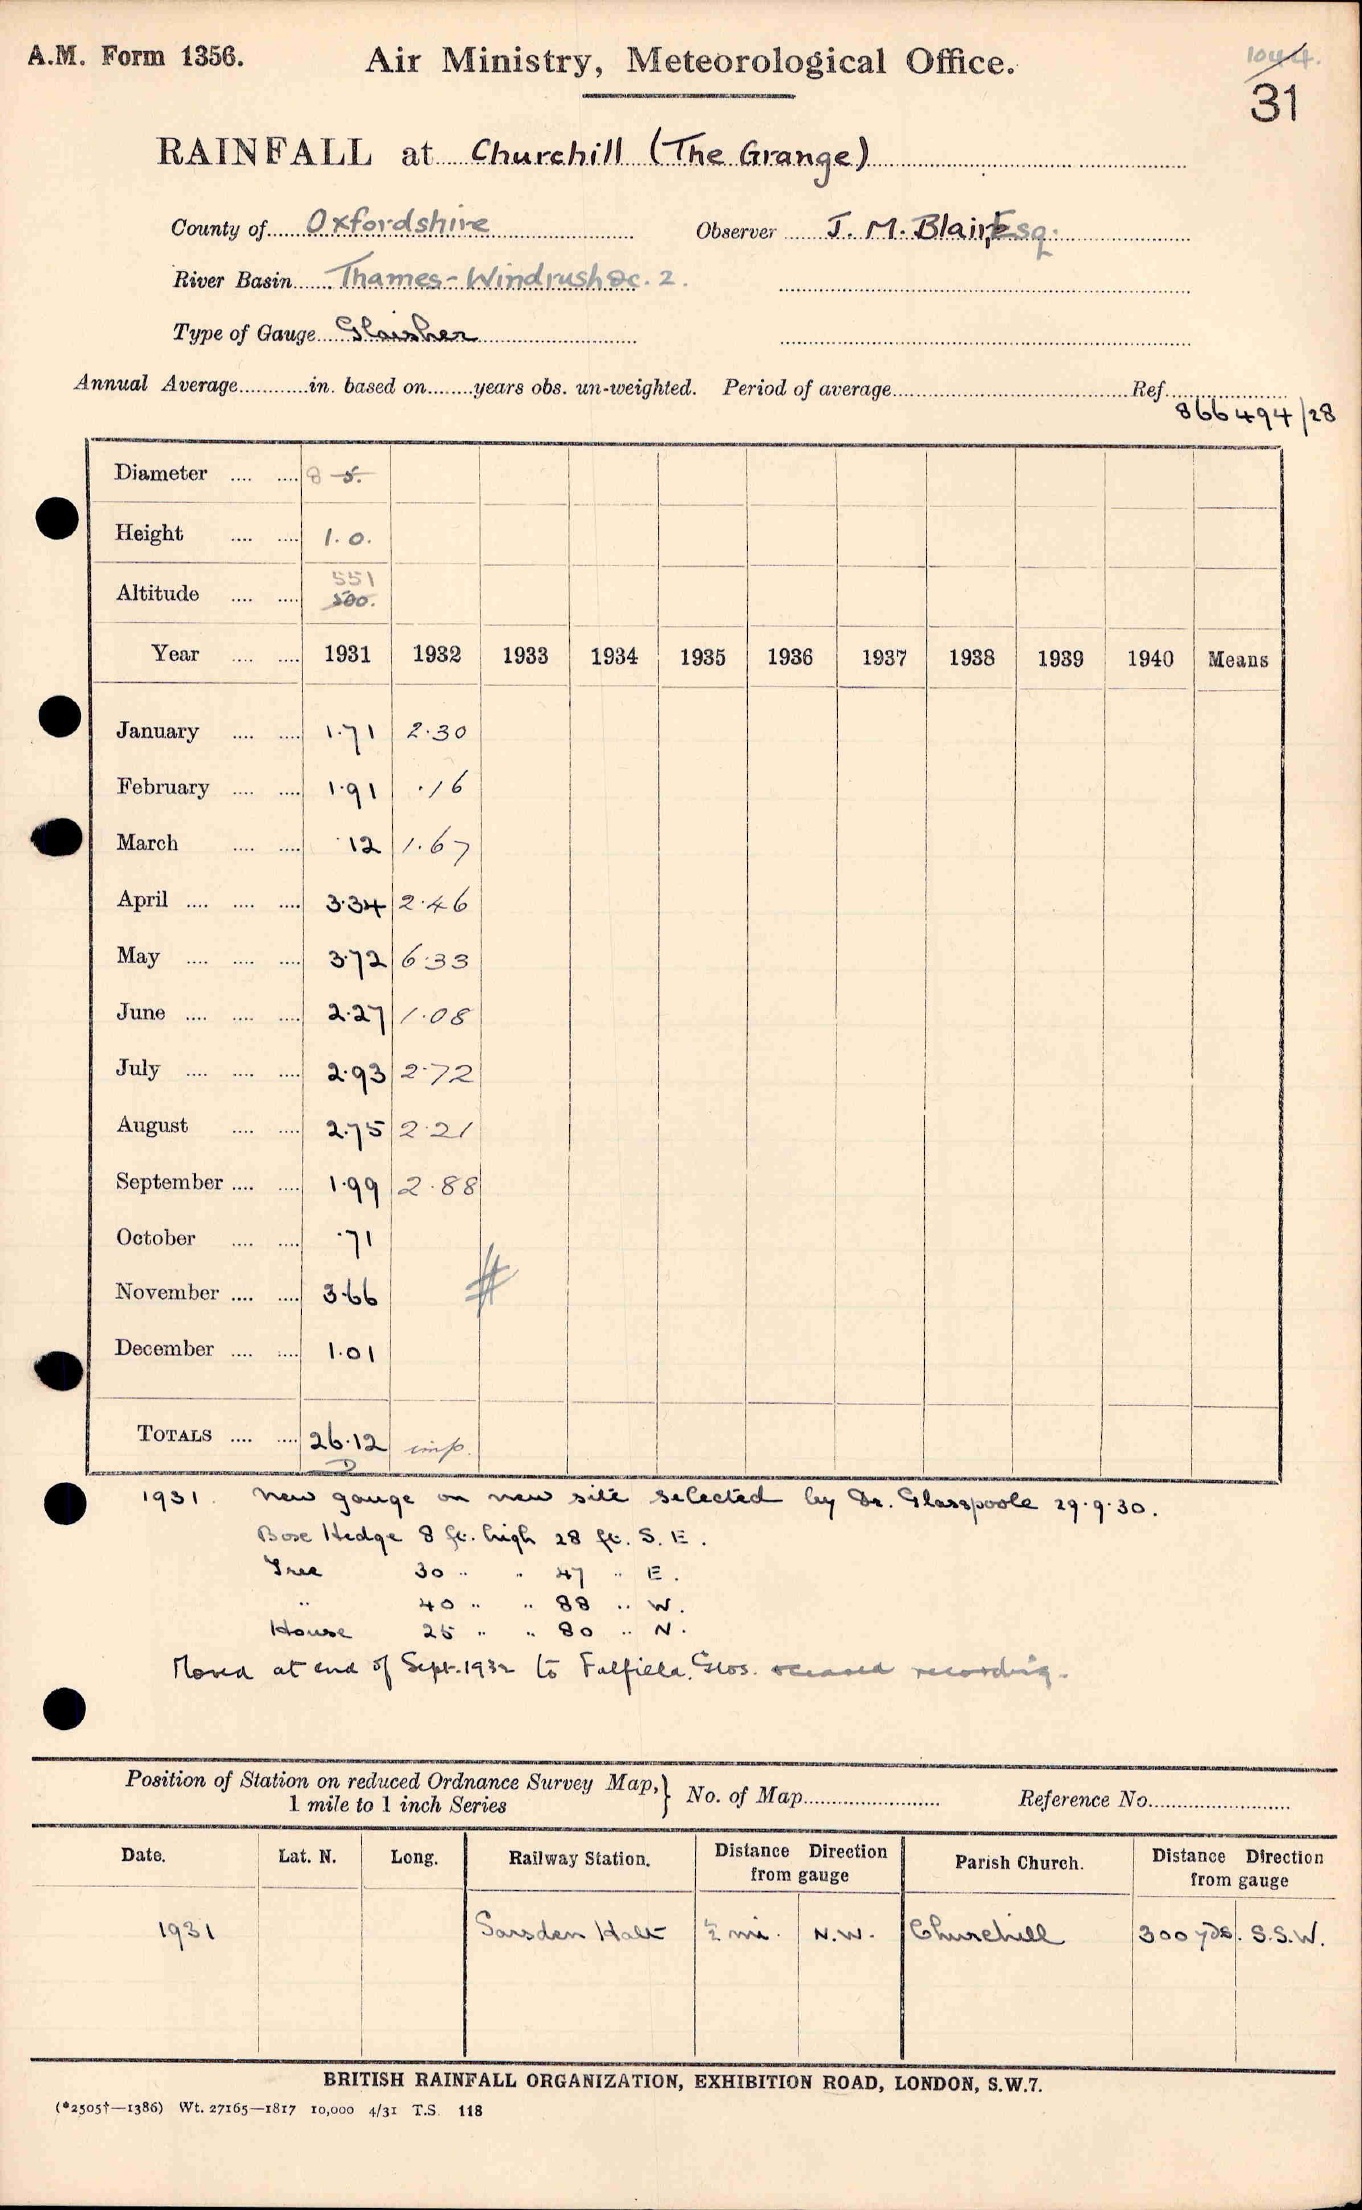 A.M. Form 1356.
Air Ministry, Meteorological Office.
1044.
31
RAINFALL at Churchill (The Grange)
County of Oxfordshire Observer J. M. Blair, Esq.
River Basin Thames-Windrush &c. 2.
Type of Gauge Glaisher
Annual Average in. based on years obs. un-weighted. Period of average Ref. 866494/28
Diameter 8 5.
Height 1.0.
551
Altitude 500.
Year 1931 1932 1933 1934 1935 1936 1937 1938 1939 1940 Means
January 1.71 2.30
February 1.91 .16
March .12 1.67
April 3.34 2.46
May 3.72 6.33
June 2.27 1.08
July 2.93 2.72
August 2.75 2.21
September 1.99 2.88
October .71
November 3.66 #
December 1.01
TOTALS 26.12 imp.
D
1931. New gauge on new site selected by Dr. Glasspoole 29.9.30.
Box Hedge 8 ft. high 28 ft. S.E.
Tree 30 " " 47 " E.
" 40 " " 88 " W.
House 25 " " 80 " N.
Moved at end of Sept. 1932 to Falfield, Glos. ceased recording.
Position of Station on reduced Ordnance Survey Map,} No. of Map Reference No.
1 mile to 1 inch Series
Date. Lat. N. Long. Railway Station. Distance Direction from gauge Parish Church. Distance Direction from gauge
1931 Sarsden Halt ½ mi. N.W. Churchill 300 yds. S.S.W.
BRITISH RAINFALL ORGANIZATION, EXHIBITION ROAD, LONDON, S.W.7.
(*2505†—1386) Wt. 27165—1817 10,000 4/31 T.S. 118